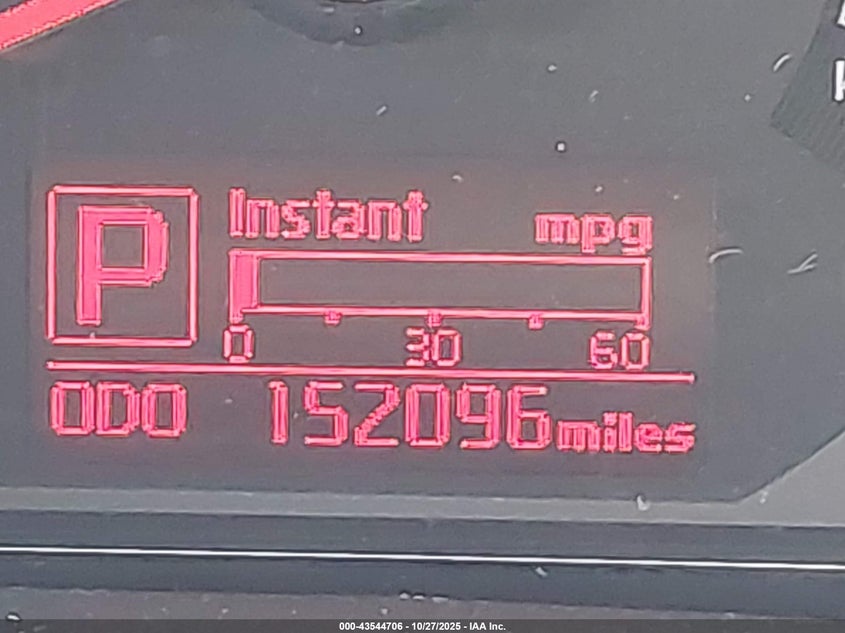 P
Instant mpg
0 30 60
ODO 152096 miles
000-43544706 - 10/27/2025 - IAA Inc.